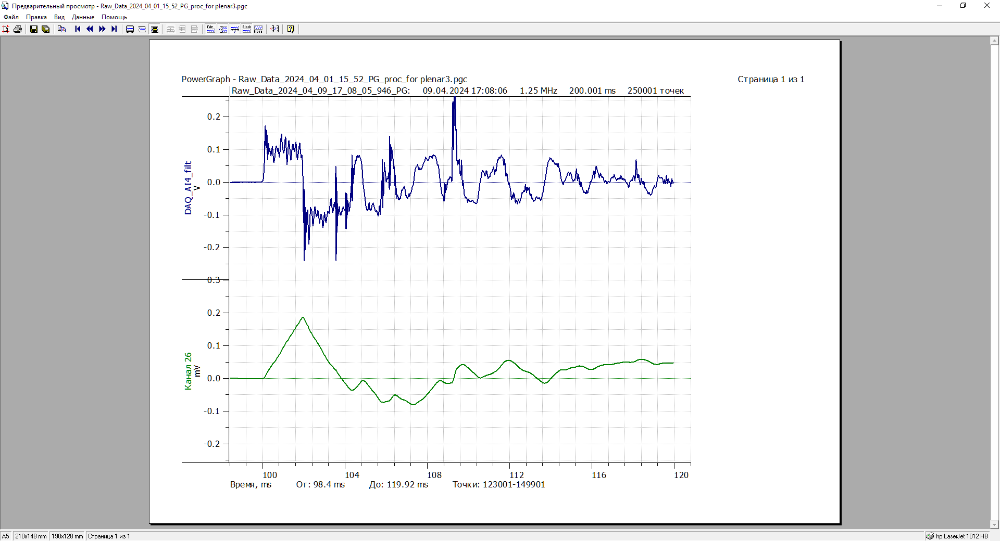 Предварительный просмотр - Raw_Data_2024_04_01_15_52_PG_proc_for plenar3.pgc
Файл Правка Вид Данные Помощь
File Block Note
PowerGraph - Raw_Data_2024_04_01_15_52_PG_proc_for plenar3.pgc Страница 1 из 1
Raw_Data_2024_04_09_17_08_05_946_PG: 09.04.2024 17:08:06 1.25 MHz 200.001 ms 250001 точек
DAQ_AI4_filt
V
0.2
0.1
0.0
-0.1
-0.2
0.3
Канал 26
mV
0.2
0.1
0.0
-0.1
-0.2
100 104 108 112 116 120
Время, ms От: 98.4 ms До: 119.92 ms Точки: 123001-149901
A5 210x148 mm 190x128 mm Страница 1 из 1 hp LaserJet 1012 HB